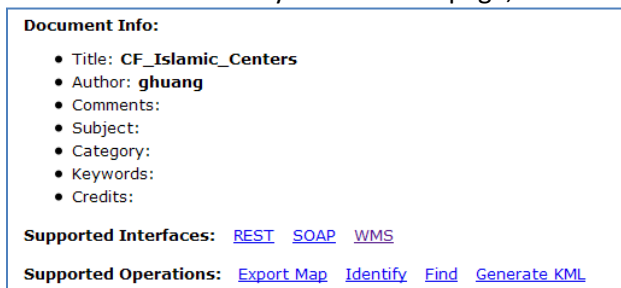 Document Info:
• Title: CF_Islamic_Centers
• Author: ghuang
• Comments:
• Subject:
• Category:
• Keywords:
• Credits:
Supported Interfaces: REST SOAP WMS
Supported Operations: Export Map Identify Find Generate KML